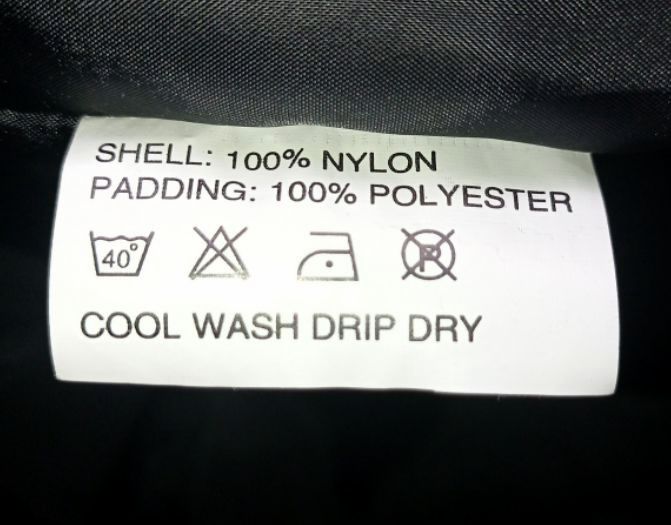 SHELL: 100% NYLON
PADDING: 100% POLYESTER
40° P
COOL WASH DRIP DRY